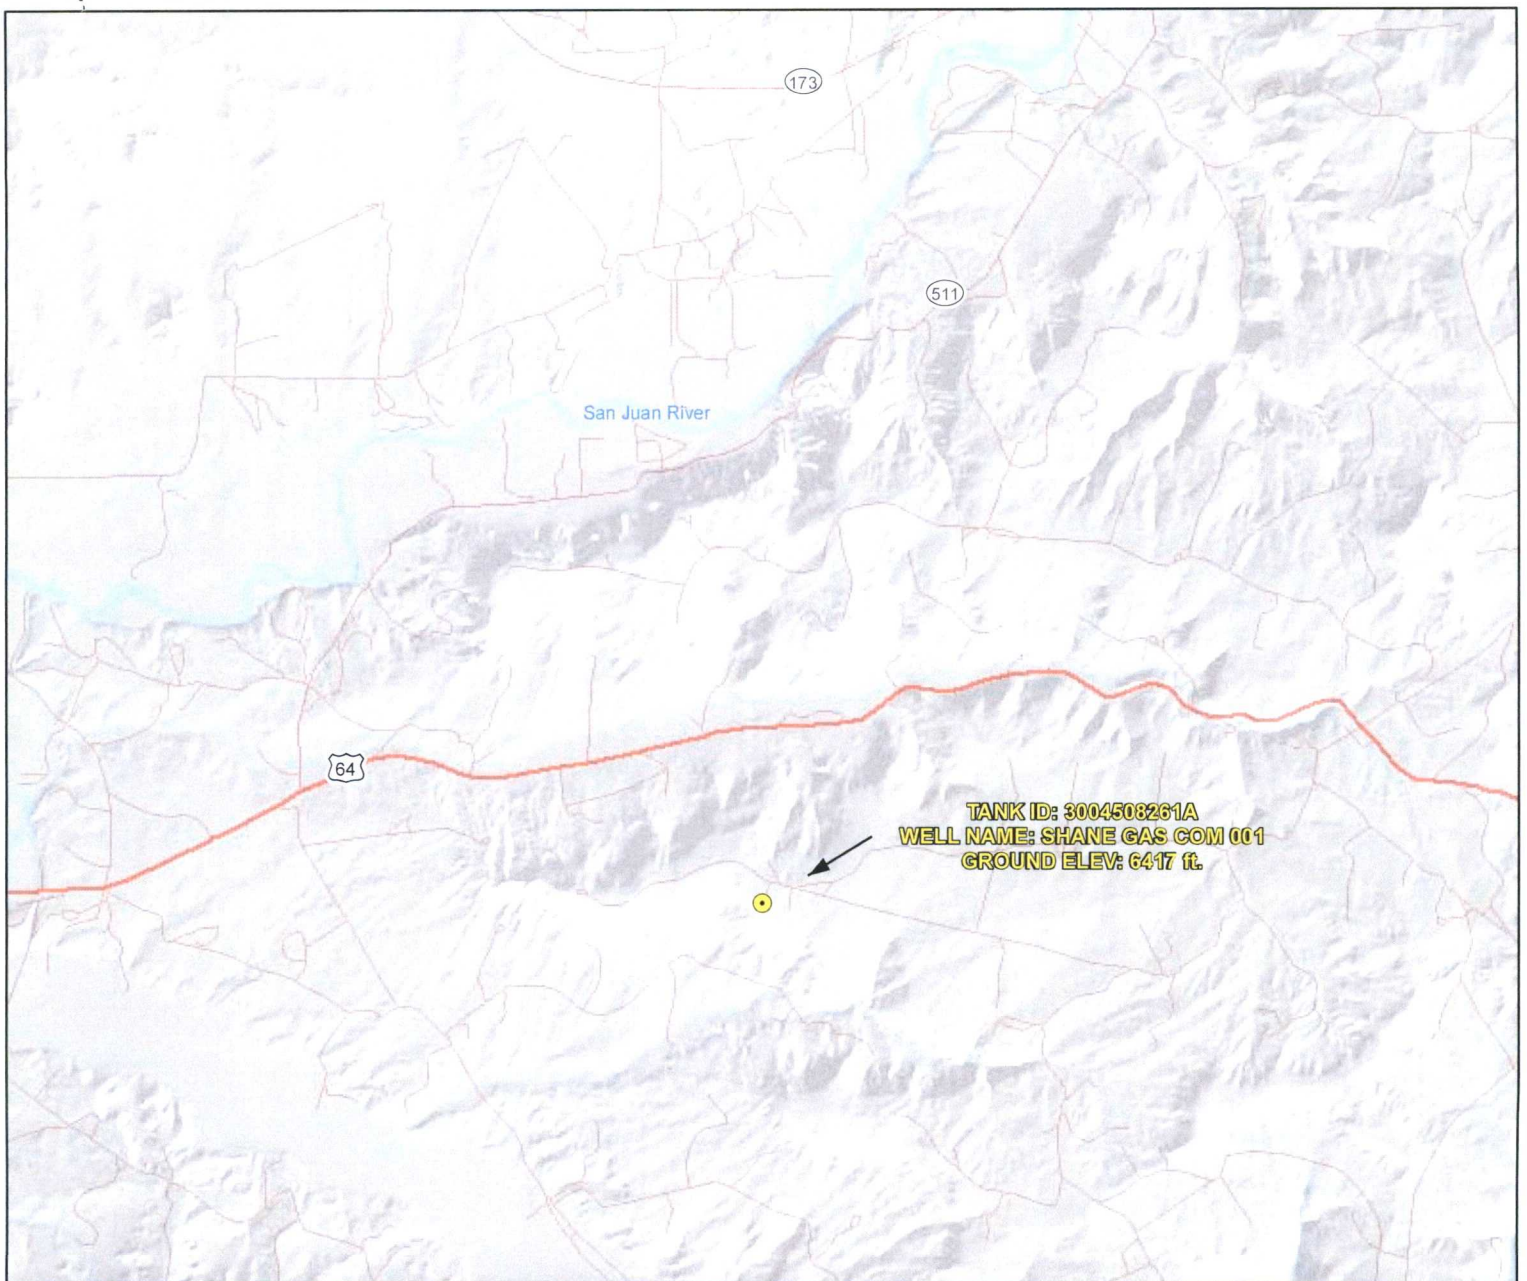 173
511
San Juan River
64
TANK ID: 3004508261A
WELL NAME: SHANE GAS COM 001
GROUND ELEV: 6417 ft.